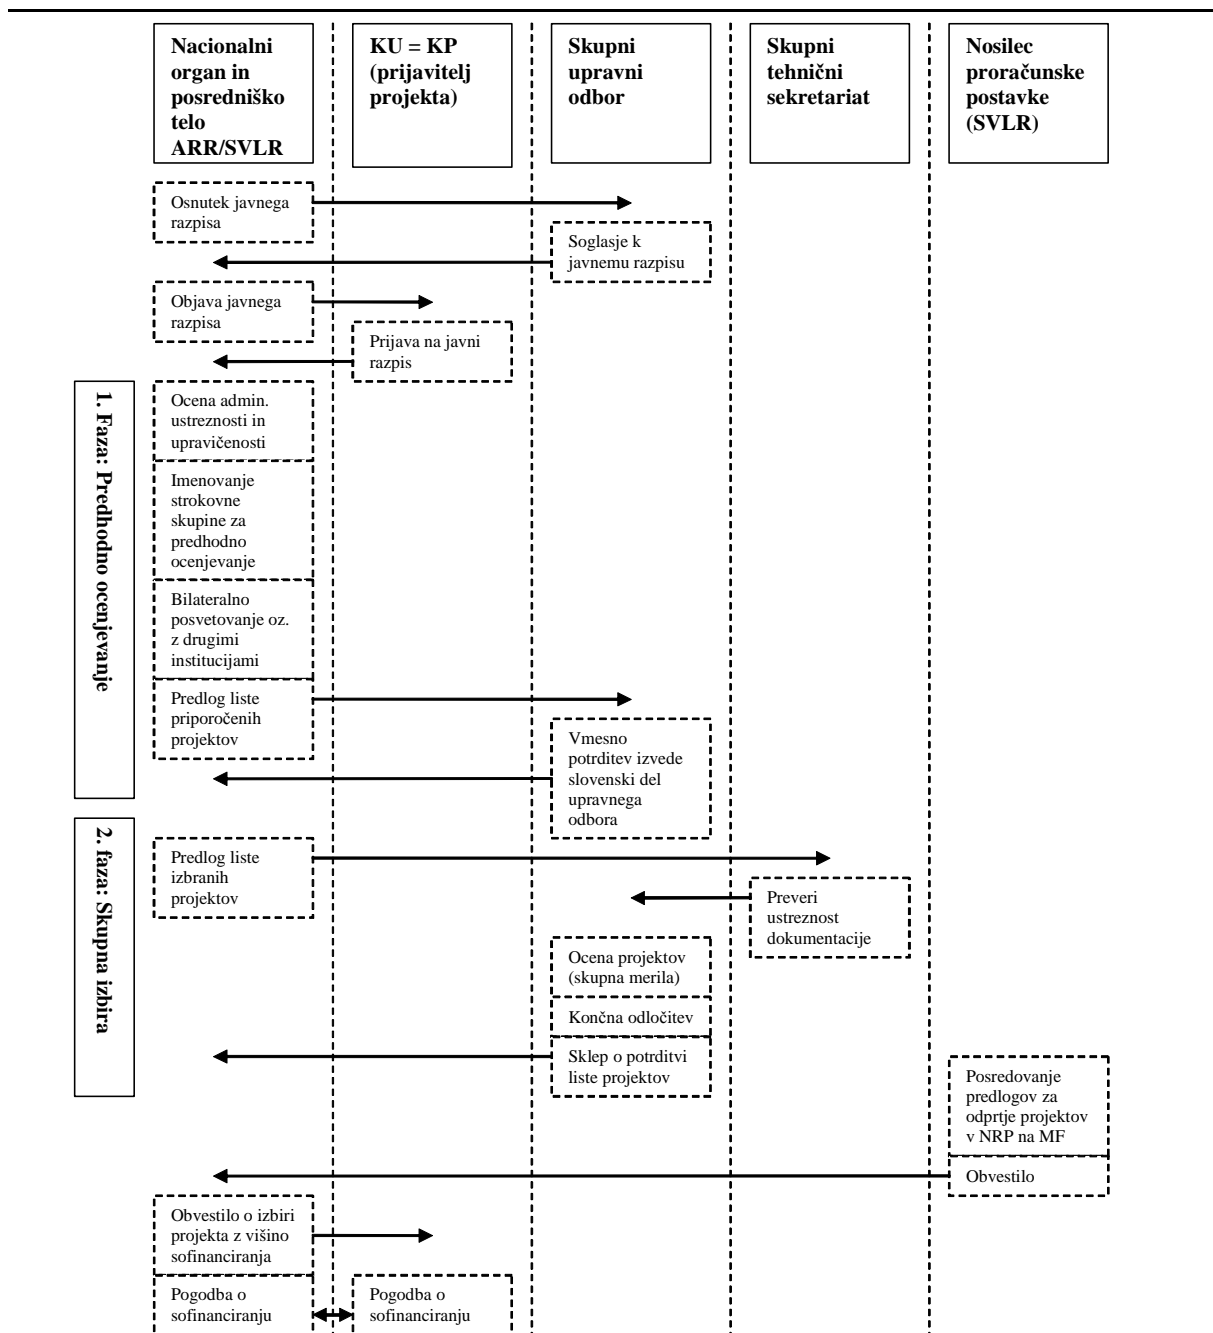 Nacionalni
organ in
posredniško
telo
ARR/SVLR
KU = KP
(prijavitelj
projekta)
Skupni
upravni
odbor
Skupni
tehnični
sekretariat
Nosilec
proračunske
postavke
(SVLR)
Osnutek javnega
razpisa
Soglasje k
javnemu razpisu
Objava javnega
razpisa
Prijava na javni
razpis
1. Faza: Predhodno ocenjevanje
Ocena admin.
ustreznosti in
upravičenosti
Imenovanje
strokovne
skupine za
predhodno
ocenjevanje
Bilateralno
posvetovanje oz.
z drugimi
institucijami
Predlog liste
priporočenih
projektov
Vmesno
potrditev izvede
slovenski del
upravnega
odbora
2. faza: Skupna izbira
Predlog liste
izbranih
projektov
Preveri
ustreznost
dokumentacije
Ocena projektov
(skupna merila)
Končna odločitev
Sklep o potrditvi
liste projektov
Posredovanje
predlogov za
odprtje projektov
v NRP na MF
Obvestilo
Obvestilo o izbiri
projekta z višino
sofinanciranja
Pogodba o
sofinanciranju
Pogodba o
sofinanciranju